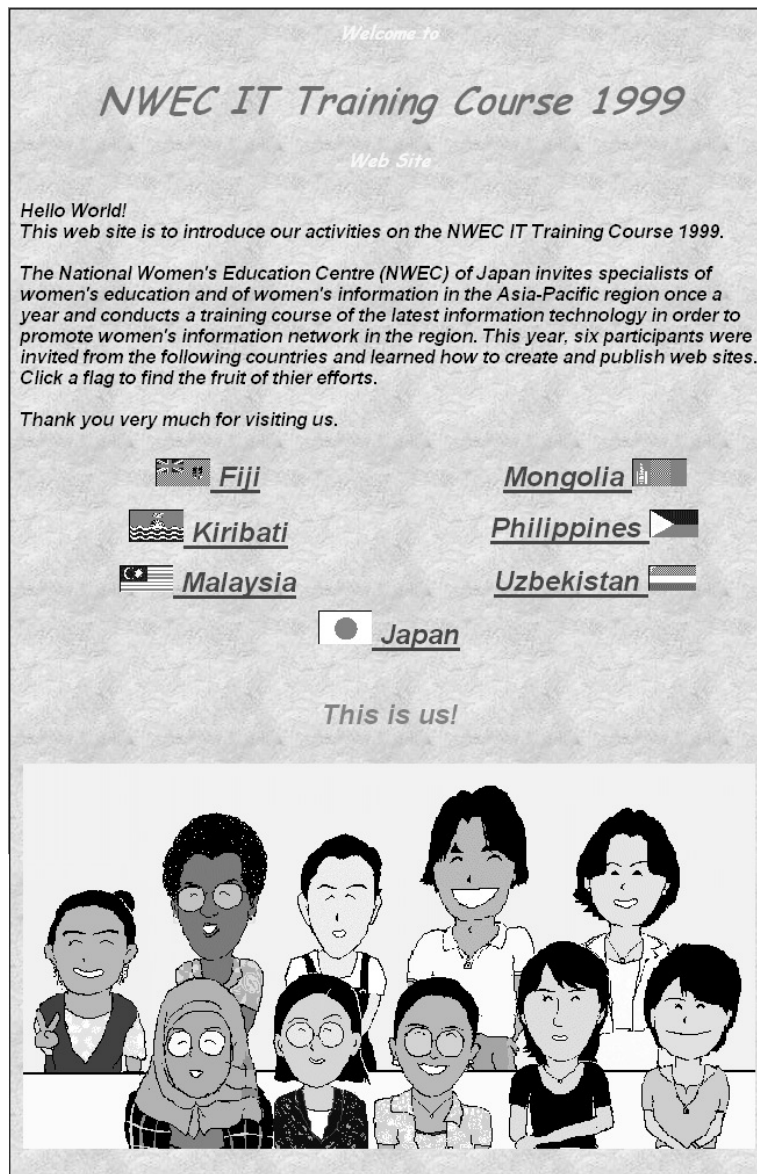 Welcome to
NWEC IT Training Course 1999
Web Site
Hello World!
This web site is to introduce our activities on the NWEC IT Training Course 1999.
The National Women's Education Centre (NWEC) of Japan invites specialists of
women's education and of women's information in the Asia-Pacific region once a
year and conducts a training course of the latest information technology in order to
promote women's information network in the region. This year, six participants were
invited from the following countries and learned how to create and publish web sites.
Click a flag to find the fruit of thier efforts.
Thank you very much for visiting us.
Fiji
Mongolia
Kiribati
Philippines
Malaysia
Uzbekistan
Japan
This is us!